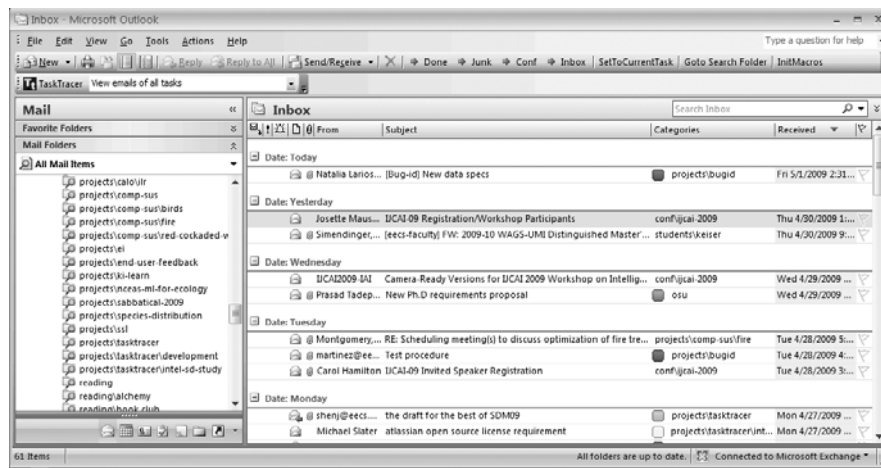 Inbox - Microsoft Outlook
File Edit View Go Tools Actions Help Type a question for help
New Reply Reply to All Send/Receive Done Junk Conf Inbox SetToCurrentTask Goto Search Folder InitMacros
TaskTracer View emails of all tasks
Mail
Favorite Folders
Mail Folders
All Mail Items
projects\calo\ilr
projects\comp-sus
projects\comp-sus\birds
projects\comp-sus\fire
projects\comp-sus\red-cockaded-w
projects\ei
projects\end-user-feedback
projects\ki-learn
projects\nceas-ml-for-ecology
projects\sabbatical-2009
projects\species-distribution
projects\ssl
projects\tasktracer
projects\tasktracer\development
projects\tasktracer\intel-sd-study
reading
reading\alchemy
reading\book club
Inbox Search Inbox
From Subject Categories Received
Date: Today
Natalia Larios... [Bug-id] New data specs projects\bugid Fri 5/1/2009 2:31...
Date: Yesterday
Josette Maus... IJCAI-09 Registration/Workshop Participants conf\ijcai-2009 Thu 4/30/2009 1:...
Simendinger,... [eecs-faculty] FW: 2009-10 WAGS-UMI Distinguished Master'... students\keiser Thu 4/30/2009 9:...
Date: Wednesday
IJCAI2009-IAI Camera-Ready Versions for IJCAI 2009 Workshop on Intellig... conf\ijcai-2009 Wed 4/29/2009 ...
Prasad Tadep... New Ph.D requirements proposal osu Wed 4/29/2009 ...
Date: Tuesday
Montgomery,... RE: Scheduling meeting(s) to discuss optimization of fire tre... projects\comp-sus\fire Tue 4/28/2009 5:...
martinez@ee... Test procedure projects\bugid Tue 4/28/2009 4:...
Carol Hamilton IJCAI-09 Invited Speaker Registration conf\ijcai-2009 Tue 4/28/2009 3:...
Date: Monday
shenj@eecs.... the draft for the best of SDM09 projects\tasktracer Mon 4/27/2009 ...
Michael Slater atlassian open source license requirement projects\tasktracer\int... Mon 4/27/2009 ...
61 Items All folders are up to date. Connected to Microsoft Exchange